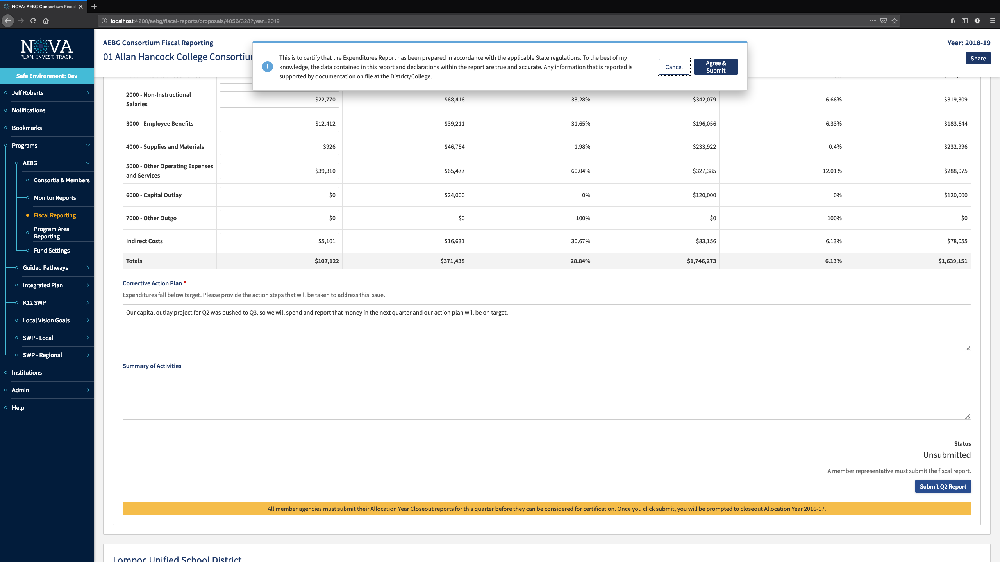 NOVA: AEBG Consortium Fiscal
localhost:4200/aebg/fiscal-reports/proposals/4056/328?year=2019
NOVA
PLAN. INVEST. TRACK.
Safe Environment: Dev
Jeff Roberts
Notifications
Bookmarks
Programs
AEBG
Consortia & Members
Monitor Reports
Fiscal Reporting
Program Area
Reporting
Fund Settings
Guided Pathways
Integrated Plan
K12 SWP
Local Vision Goals
SWP - Local
SWP - Regional
Institutions
Admin
Help
AEBG Consortium Fiscal Reporting
01 Allan Hancock College Consortiu
Year: 2018-19
Share
This is to certify that the Expenditures Report has been prepared in accordance with the applicable State regulations. To the best of my
knowledge, the data contained in this report and declarations within the report are true and accurate. Any information that is reported is
supported by documentation on file at the District/College.
Cancel
Agree &
Submit
2000 - Non-Instructional
Salaries
$22,770 $68,416 33.28% $342,079 6.66% $319,309
3000 - Employee Benefits $12,412 $39,211 31.65% $196,056 6.33% $183,644
4000 - Supplies and Materials $926 $46,784 1.98% $233,922 0.4% $232,996
5000 - Other Operating Expenses
and Services
$39,310 $65,477 60.04% $327,385 12.01% $288,075
6000 - Capital Outlay $0 $24,000 0% $120,000 0% $120,000
7000 - Other Outgo $0 $0 100% $0 100% $0
Indirect Costs $5,101 $16,631 30.67% $83,156 6.13% $78,055
Totals $107,122 $371,438 28.84% $1,746,273 6.13% $1,639,151
Corrective Action Plan *
Expenditures fall below target. Please provide the action steps that will be taken to address this issue.
Our capital outlay project for Q2 was pushed to Q3, so we will spend and report that money in the next quarter and our action plan will be on target.
Summary of Activities
Status
Unsubmitted
A member representative must submit the fiscal report.
Submit Q2 Report
All member agencies must submit their Allocation Year Closeout reports for this quarter before they can be considered for certification. Once you click submit, you will be prompted to closeout Allocation Year 2016-17.
Lompoc Unified School District